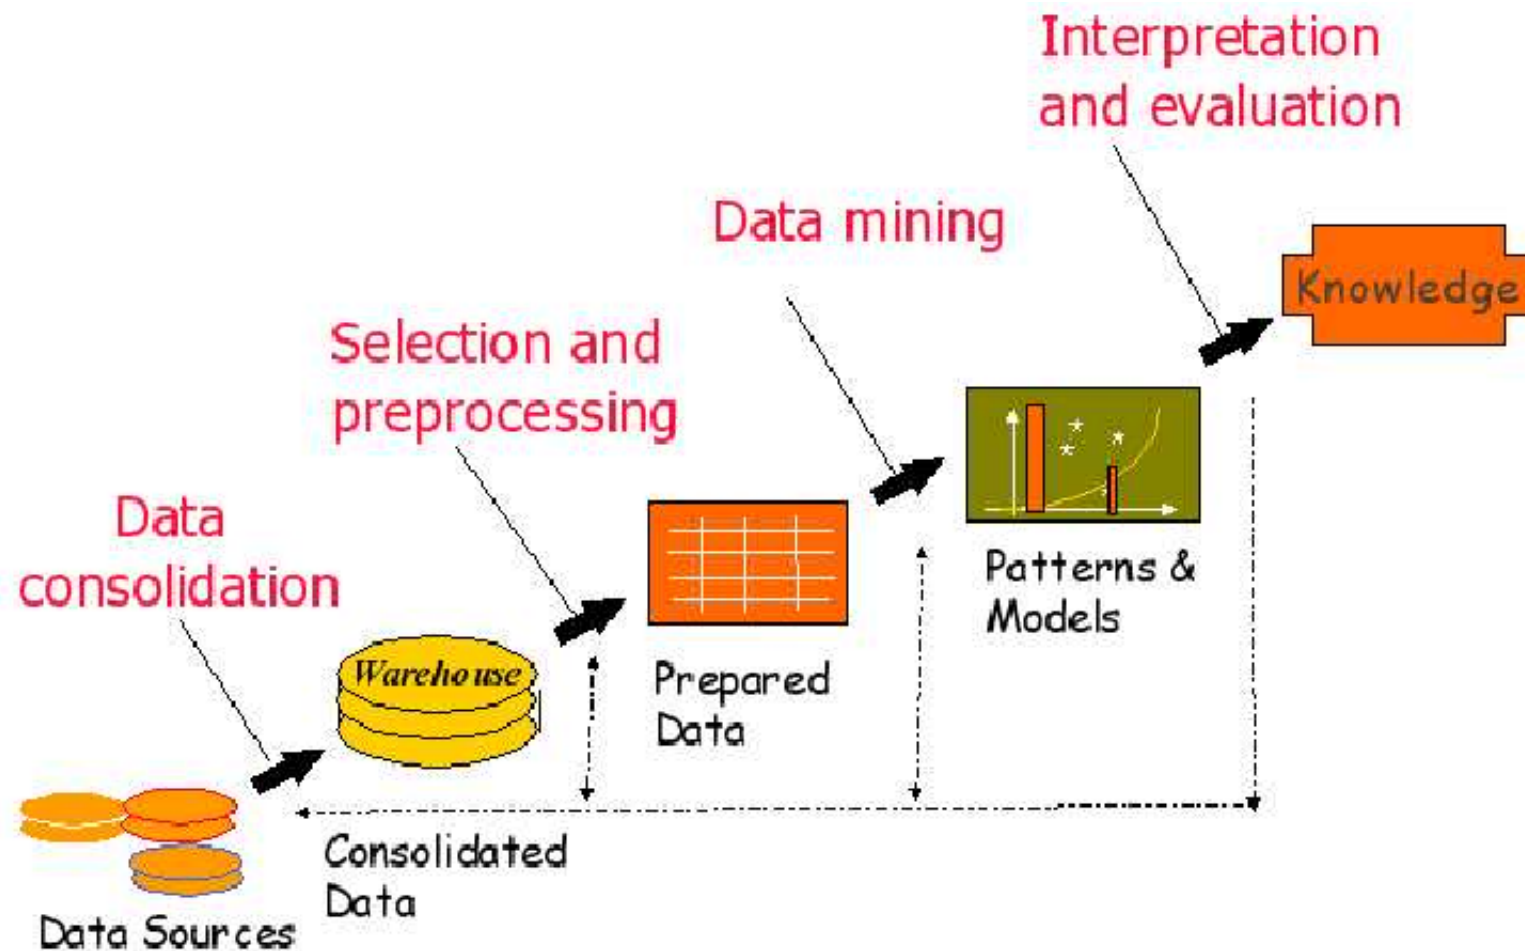 Interpretation
and evaluation
Data mining
Knowledge
Selection and
preprocessing
Patterns &
Models
Data
consolidation
Warehouse
Prepared
Data
Consolidated
Data
Data Sources